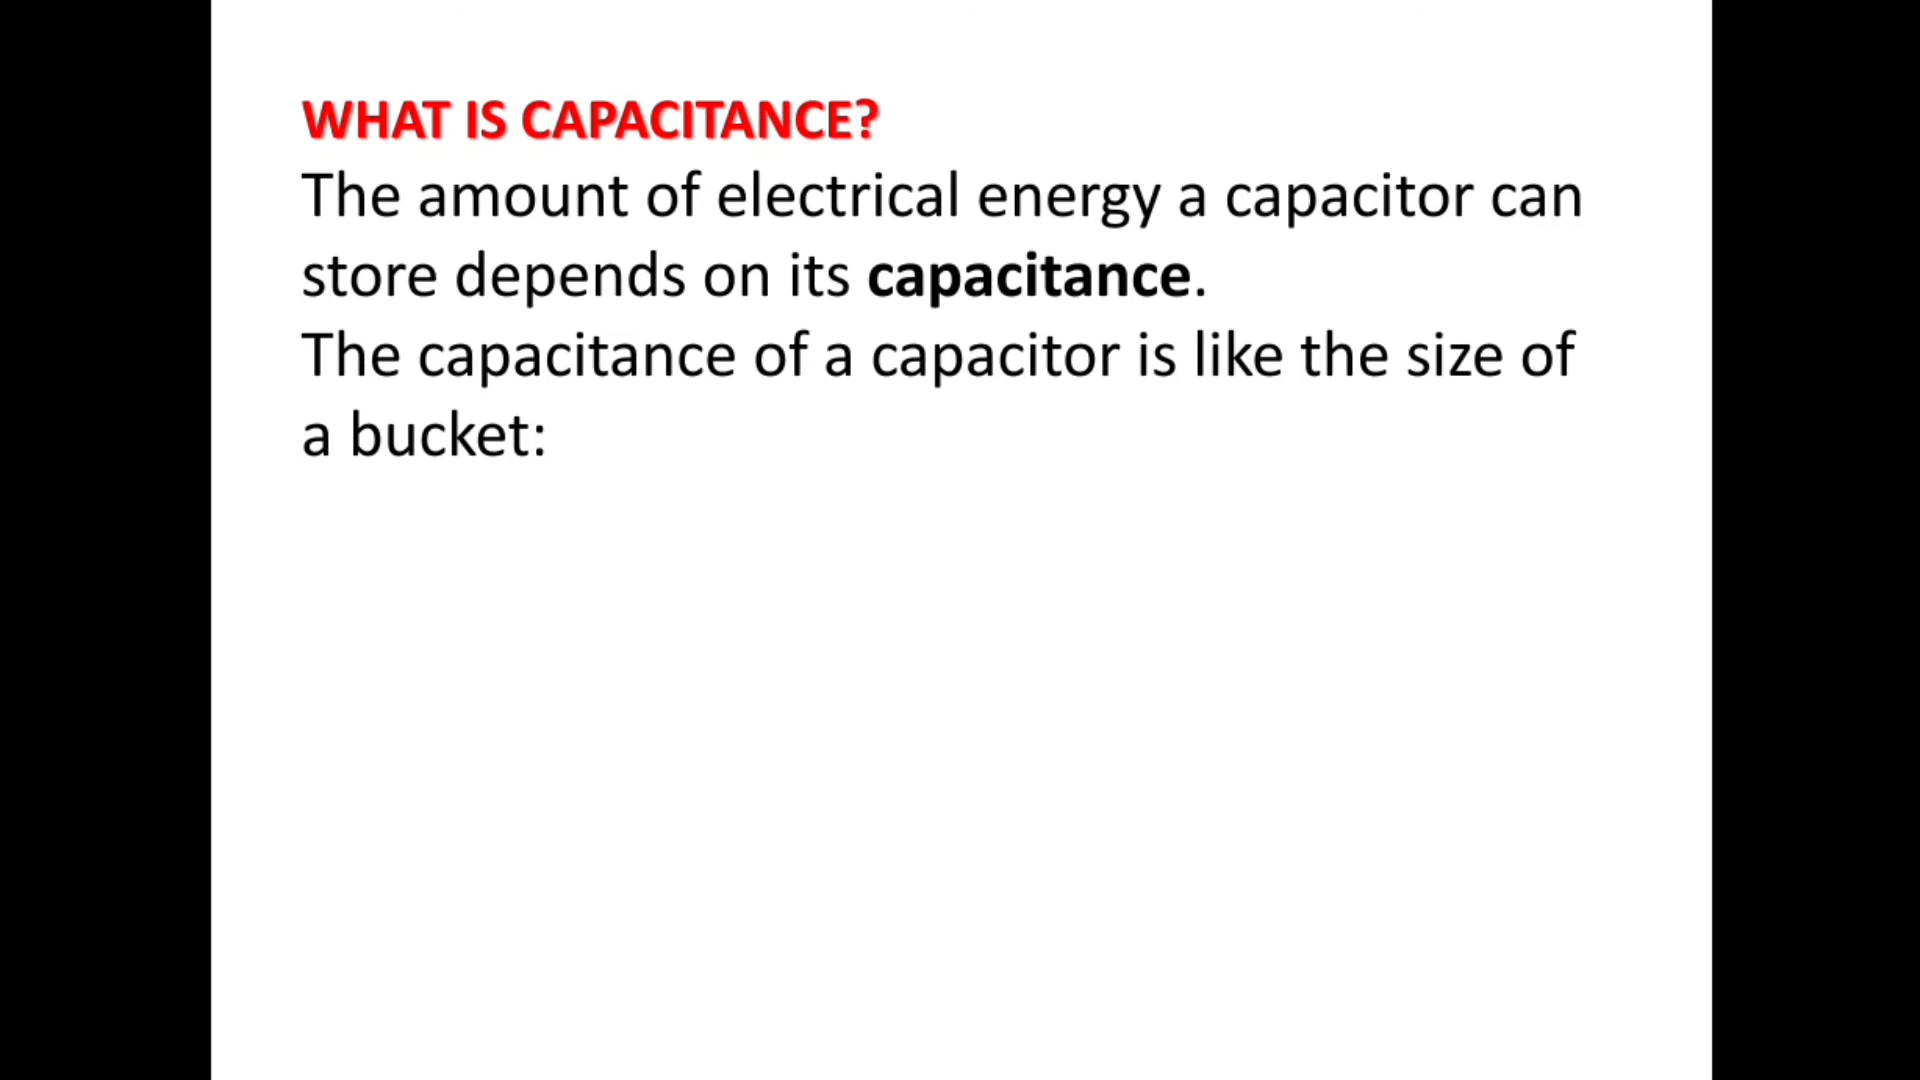 WHAT IS CAPACITANCE?
The amount of electrical energy a capacitor can
store depends on its capacitance.
The capacitance of a capacitor is like the size of
a bucket: